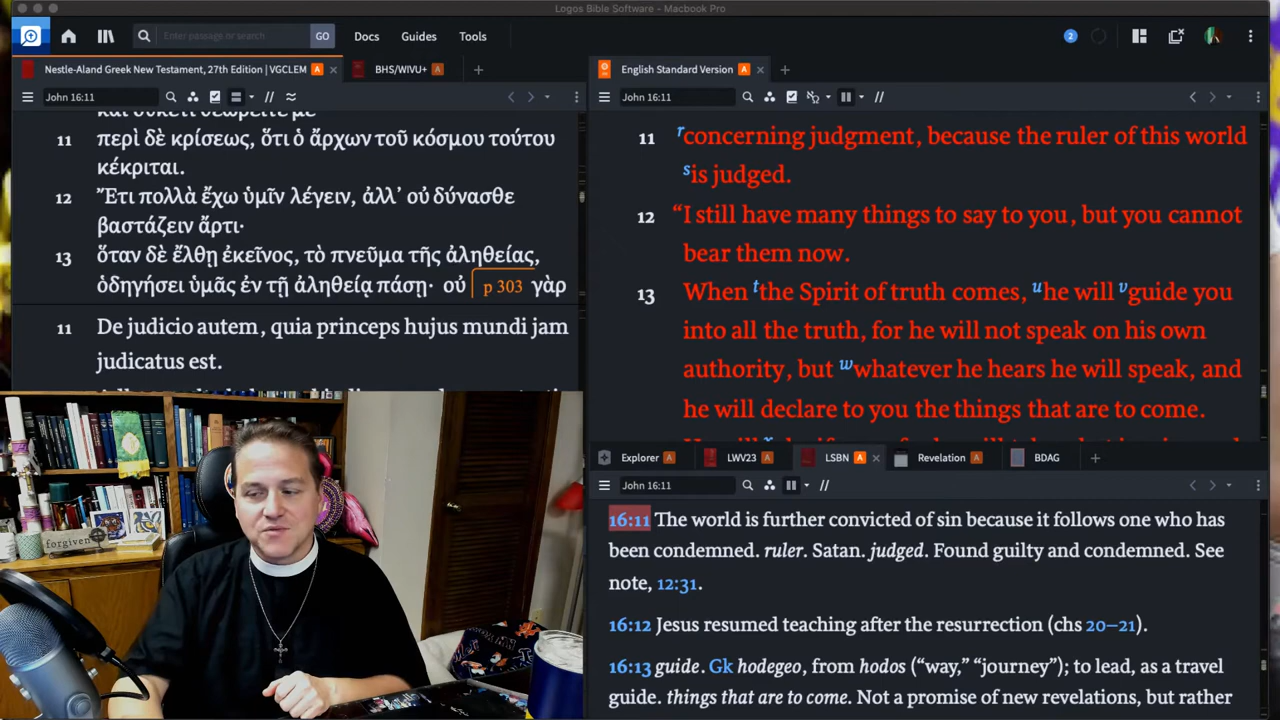 Logos Bible Software - Macbook Pro
Enter passage or search
GO
Docs
Guides
Tools
2
Nestle-Aland Greek New Testament, 27th Edition | VGCLEM A
BHS/WIVU+ A
John 16:11
11 περὶ δὲ κρίσεως, ὅτι ὁ ἄρχων τοῦ κόσμου τούτου
κέκριται.
12 Ἔτι πολλὰ ἔχω ὑμῖν λέγειν, ἀλλ’ οὐ δύνασθε
βαστάζειν ἄρτι·
13 ὅταν δὲ ἔλθῃ ἐκεῖνος, τὸ πνεῦμα τῆς ἀληθείας,
ὁδηγήσει ὑμᾶς ἐν τῇ ἀληθείᾳ πάσῃ· οὐ p 303 γὰρ
11 De judicio autem, quia princeps hujus mundi jam
judicatus est.
English Standard Version A
John 16:11
11 r concerning judgment, because the ruler of this world
s is judged.
12 “I still have many things to say to you, but you cannot
bear them now.
13 When t the Spirit of truth comes, u he will v guide you
into all the truth, for he will not speak on his own
authority, but w whatever he hears he will speak, and
he will declare to you the things that are to come.
Explorer A
LWV23 A
LSBN A
Revelation A
BDAG
John 16:11
16:11 The world is further convicted of sin because it follows one who has
been condemned. ruler. Satan. judged. Found guilty and condemned. See
note, 12:31.
16:12 Jesus resumed teaching after the resurrection (chs 20–21).
16:13 guide. Gk hodegeo, from hodos (“way,” “journey”); to lead, as a travel
guide. things that are to come. Not a promise of new revelations, but rather
forgiven